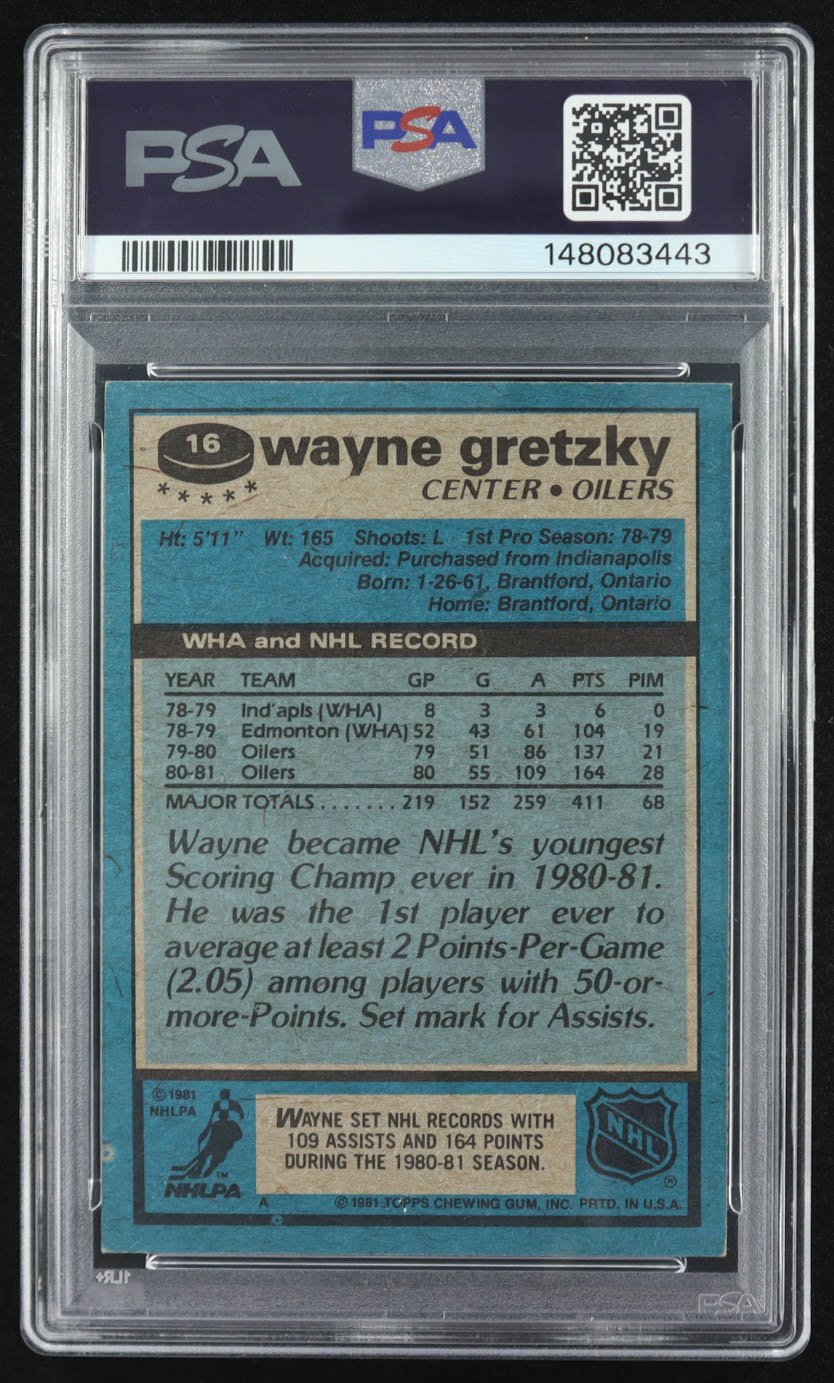 PSA
PSA
148083443
16
wayne gretzky
CENTER • OILERS
Ht: 5'11" Wt: 165 Shoots: L 1st Pro Season: 78-79
Acquired: Purchased from Indianapolis
Born: 1-26-61, Brantford, Ontario
Home: Brantford, Ontario
WHA and NHL RECORD
YEAR TEAM GP G A PTS PIM
78-79 Ind'apls (WHA) 8 3 3 6 0
78-79 Edmonton (WHA) 52 43 61 104 19
79-80 Oilers 79 51 86 137 21
80-81 Oilers 80 55 109 164 28
MAJOR TOTALS ....... 219 152 259 411 68
Wayne became NHL's youngest
Scoring Champ ever in 1980-81.
He was the 1st player ever to
average at least 2 Points-Per-Game
(2.05) among players with 50-or-
more-Points. Set mark for Assists.
© 1981
NHLPA
TM
NHLPA
WAYNE SET NHL RECORDS WITH
109 ASSISTS AND 164 POINTS
DURING THE 1980-81 SEASON.
NHL
®
A © 1981 TOPPS CHEWING GUM, INC. PRTD. IN U.S.A.
1LR+
PSA